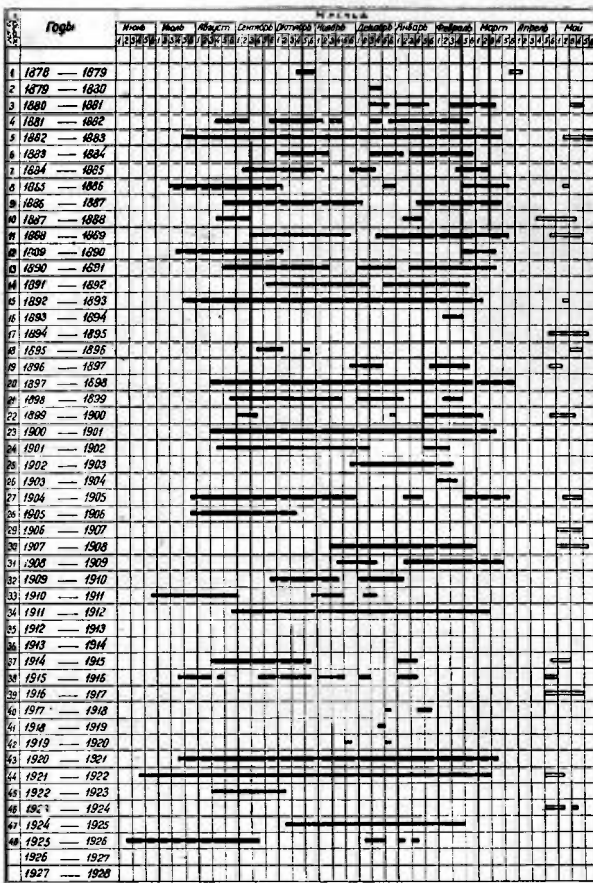 Месяцы
Годы Июнь Июль Август Сентябрь Октябрь Ноябрь Декабрь Январь Февраль Март Апрель Май
1 1878 — 1879
2 1879 — 1880
3 1880 — 1881
4 1881 — 1882
5 1882 — 1883
6 1883 — 1884
7 1884 — 1885
8 1885 — 1886
9 1886 — 1887
10 1887 — 1888
11 1888 — 1889
12 1889 — 1890
13 1890 — 1891
14 1891 — 1892
15 1892 — 1893
16 1893 — 1894
17 1894 — 1895
18 1895 — 1896
19 1896 — 1897
20 1897 — 1898
21 1898 — 1899
22 1899 — 1900
23 1900 — 1901
24 1901 — 1902
25 1902 — 1903
26 1903 — 1904
27 1904 — 1905
28 1905 — 1906
29 1906 — 1907
30 1907 — 1908
31 1908 — 1909
32 1909 — 1910
33 1910 — 1911
34 1911 — 1912
35 1912 — 1913
36 1913 — 1914
37 1914 — 1915
38 1915 — 1916
39 1916 — 1917
40 1917 — 1918
41 1918 — 1919
42 1919 — 1920
43 1920 — 1921
44 1921 — 1922
45 1922 — 1923
46 1923 — 1924
47 1924 — 1925
48 1925 — 1926
1926 — 1927
1927 — 1928